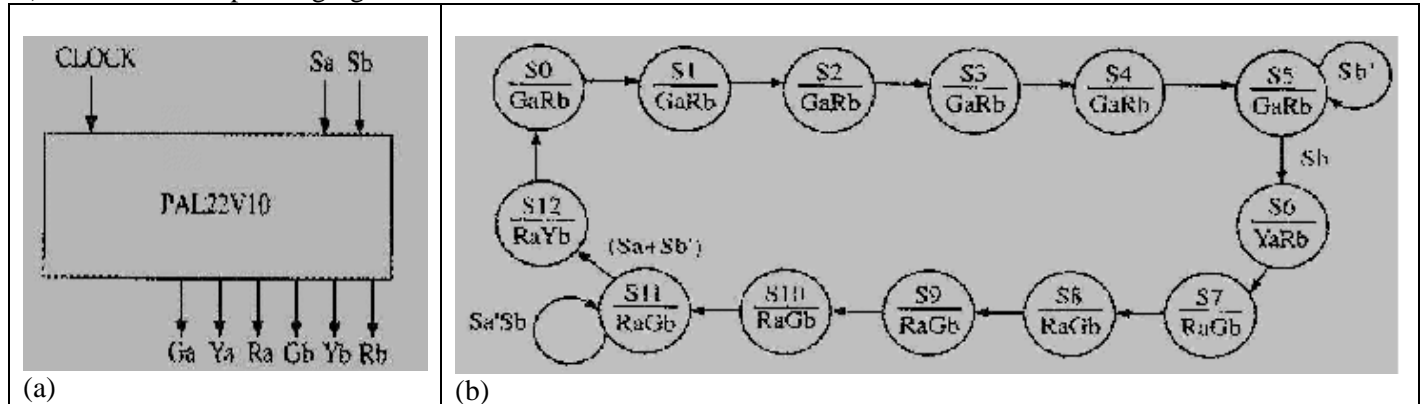 CLOCK
Sa Sb
PAL22V10
Ga Ya Ra Gb Yb Rb
(a)
S0
GaRb
S1
GaRb
S2
GaRb
S3
GaRb
S4
GaRb
S5
GaRb
Sb'
Sb
S6
YaRb
S7
RaGb
S8
RaGb
S9
RaGb
S10
RaGb
S11
RaGb
Sa'Sb
(Sa+Sb')
S12
RaYb
(b)